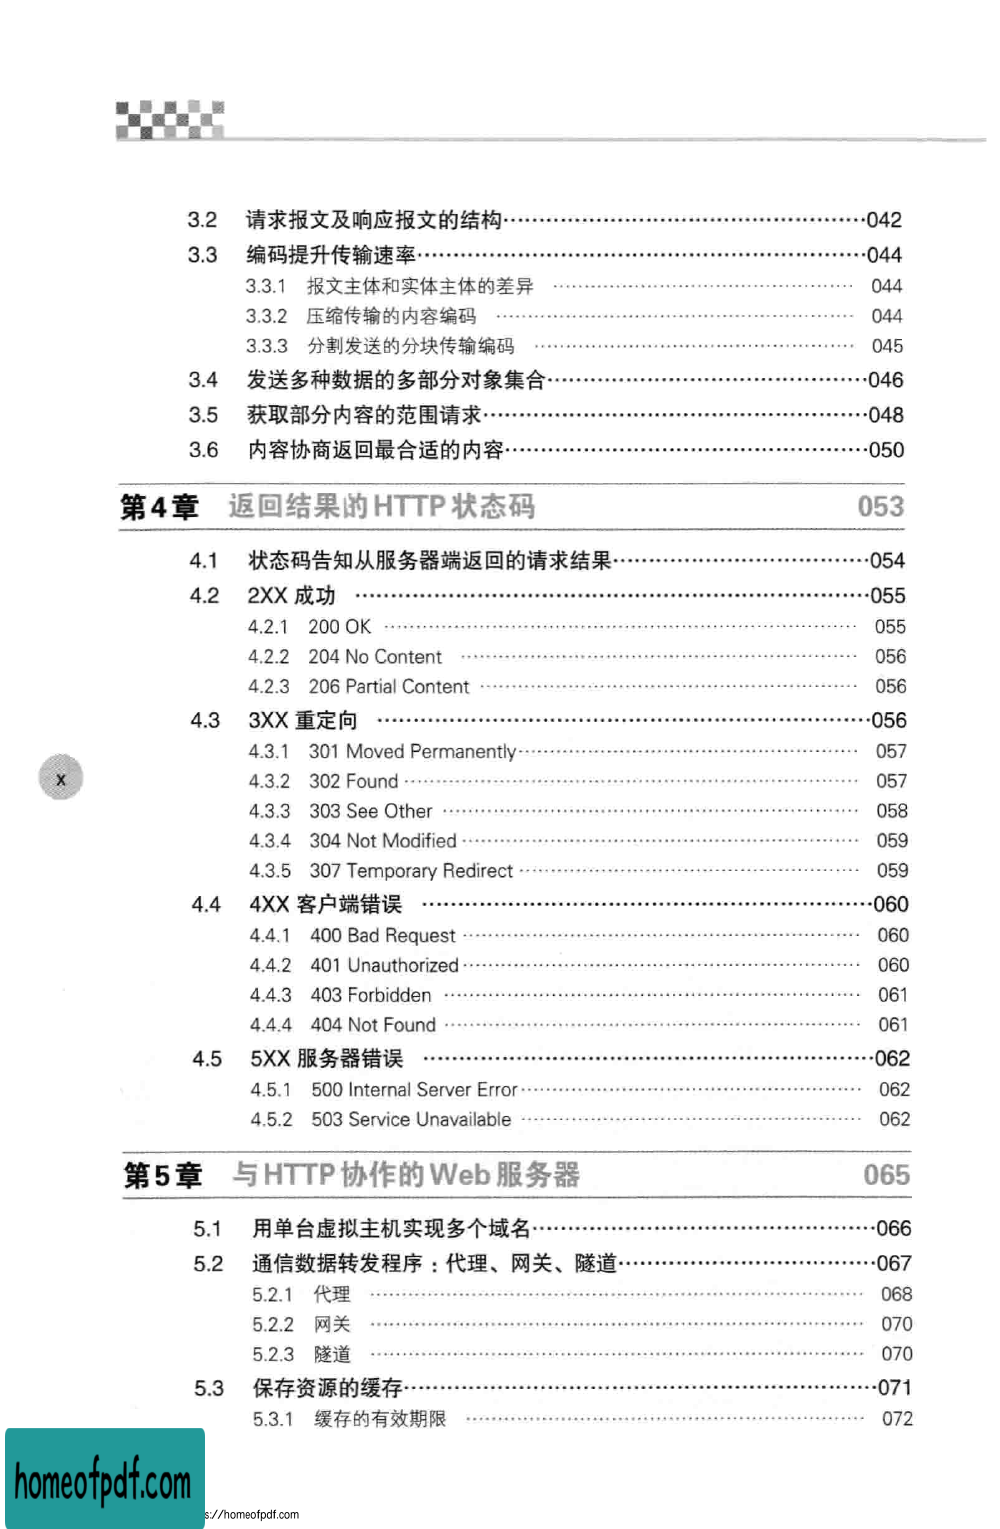 3.2 请求报文及响应报文的结构……………………………………………042
3.3 编码提升传输速率………………………………………………………044
3.3.1 报文主体和实体主体的差异 …………………………………… 044
3.3.2 压缩传输的内容编码 …………………………………………… 044
3.3.3 分割发送的分块传输编码 ……………………………………… 045
3.4 发送多种数据的多部分对象集合………………………………………046
3.5 获取部分内容的范围请求………………………………………………048
3.6 内容协商返回最合适的内容……………………………………………050
第4章 返回结果的HTTP状态码 053
4.1 状态码告知从服务器端返回的请求结果………………………………054
4.2 2XX 成功 ………………………………………………………………055
4.2.1 200 OK ………………………………………………………… 055
4.2.2 204 No Content ……………………………………………… 056
4.2.3 206 Partial Content …………………………………………… 056
4.3 3XX 重定向 ……………………………………………………………056
4.3.1 301 Moved Permanently……………………………………… 057
4.3.2 302 Found……………………………………………………… 057
4.3.3 303 See Other ………………………………………………… 058
4.3.4 304 Not Modified……………………………………………… 059
4.3.5 307 Temporary Redirect ……………………………………… 059
4.4 4XX 客户端错误 ………………………………………………………060
4.4.1 400 Bad Request ……………………………………………… 060
4.4.2 401 Unauthorized……………………………………………… 060
4.4.3 403 Forbidden ………………………………………………… 061
4.4.4 404 Not Found ………………………………………………… 061
4.5 5XX 服务器错误 ………………………………………………………062
4.5.1 500 Internal Server Error……………………………………… 062
4.5.2 503 Service Unavailable ……………………………………… 062
第5章 与HTTP协作的Web服务器 065
5.1 用单台虚拟主机实现多个域名…………………………………………066
5.2 通信数据转发程序：代理、网关、隧道………………………………067
5.2.1 代理 …………………………………………………………… 068
5.2.2 网关 …………………………………………………………… 070
5.2.3 隧道 …………………………………………………………… 070
5.3 保存资源的缓存…………………………………………………………071
5.3.1 缓存的有效期限 ……………………………………………… 072
X
homeofpdf.com
s://homeofpdf.com